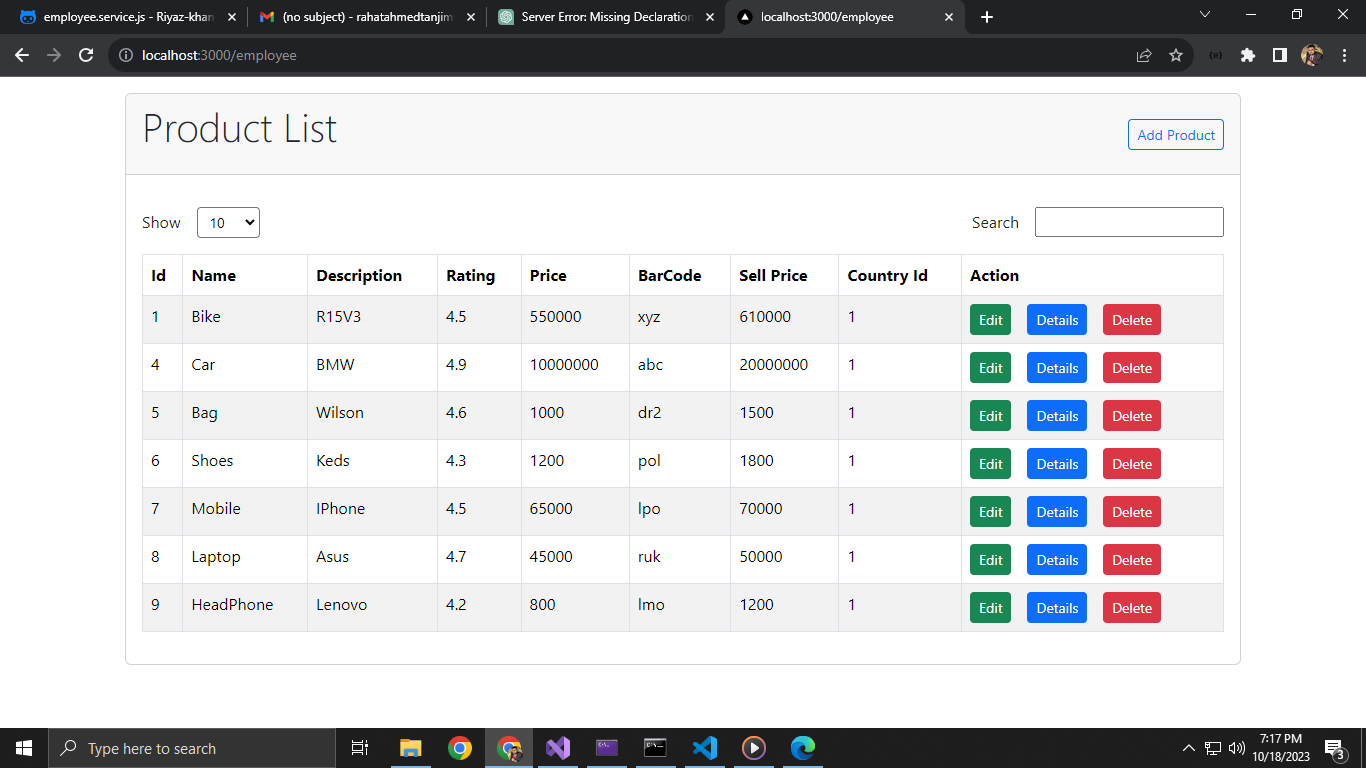 employee.service.js - Riyaz-khan
(no subject) - rahatahmedtanjim
Server Error: Missing Declaration
localhost:3000/employee
localhost:3000/employee
Product List
Add Product
Show 10 Search
Id Name Description Rating Price BarCode Sell Price Country Id Action
1 Bike R15V3 4.5 550000 xyz 610000 1 Edit Details Delete
4 Car BMW 4.9 10000000 abc 20000000 1 Edit Details Delete
5 Bag Wilson 4.6 1000 dr2 1500 1 Edit Details Delete
6 Shoes Keds 4.3 1200 pol 1800 1 Edit Details Delete
7 Mobile IPhone 4.5 65000 lpo 70000 1 Edit Details Delete
8 Laptop Asus 4.7 45000 ruk 50000 1 Edit Details Delete
9 HeadPhone Lenovo 4.2 800 lmo 1200 1 Edit Details Delete
Type here to search
7:17 PM
10/18/2023
3